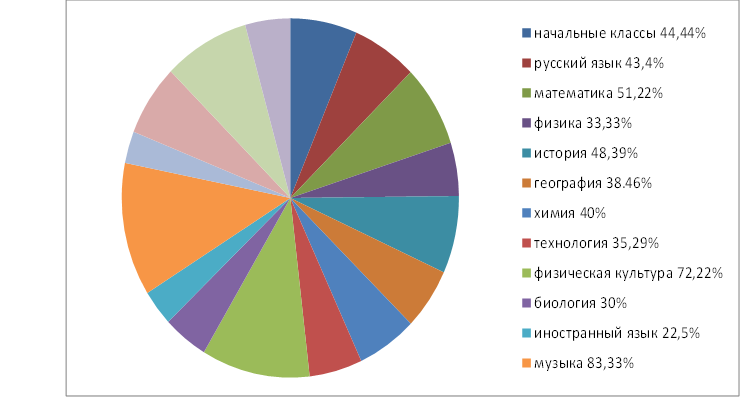 начальные классы 44,44%
русский язык 43,4%
математика 51,22%
физика 33,33%
история 48,39%
география 38.46%
химия 40%
технология 35,29%
физическая культура 72,22%
биология 30%
иностранный язык 22,5%
музыка 83,33%